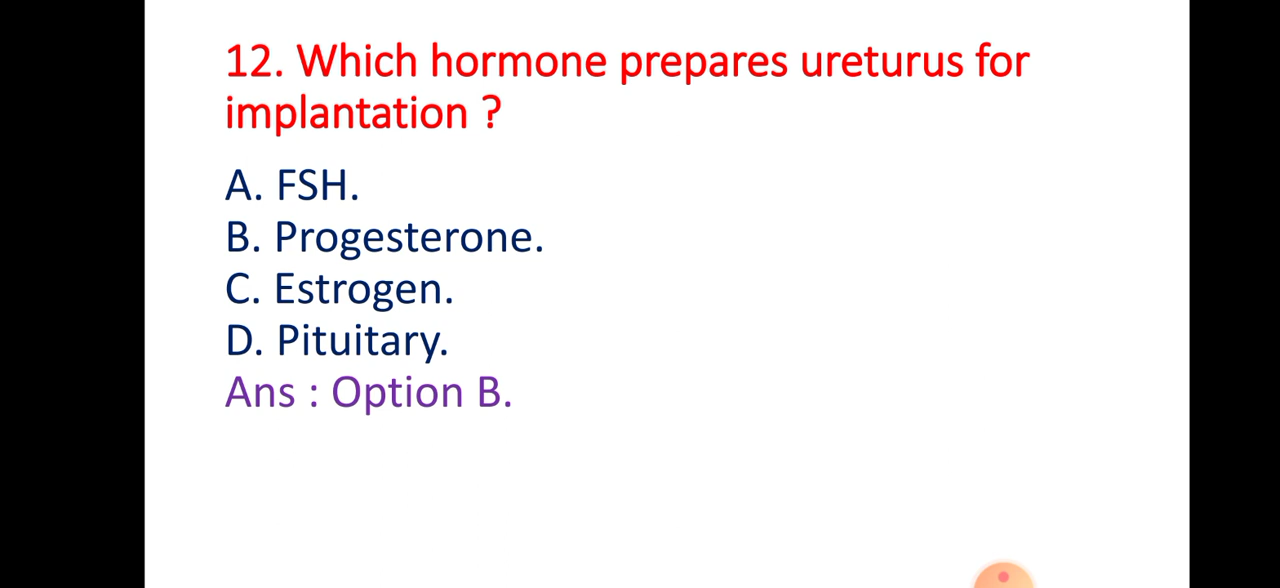 12. Which hormone prepares ureturus for
implantation ?
A. FSH.
B. Progesterone.
C. Estrogen.
D. Pituitary.
Ans : Option B.